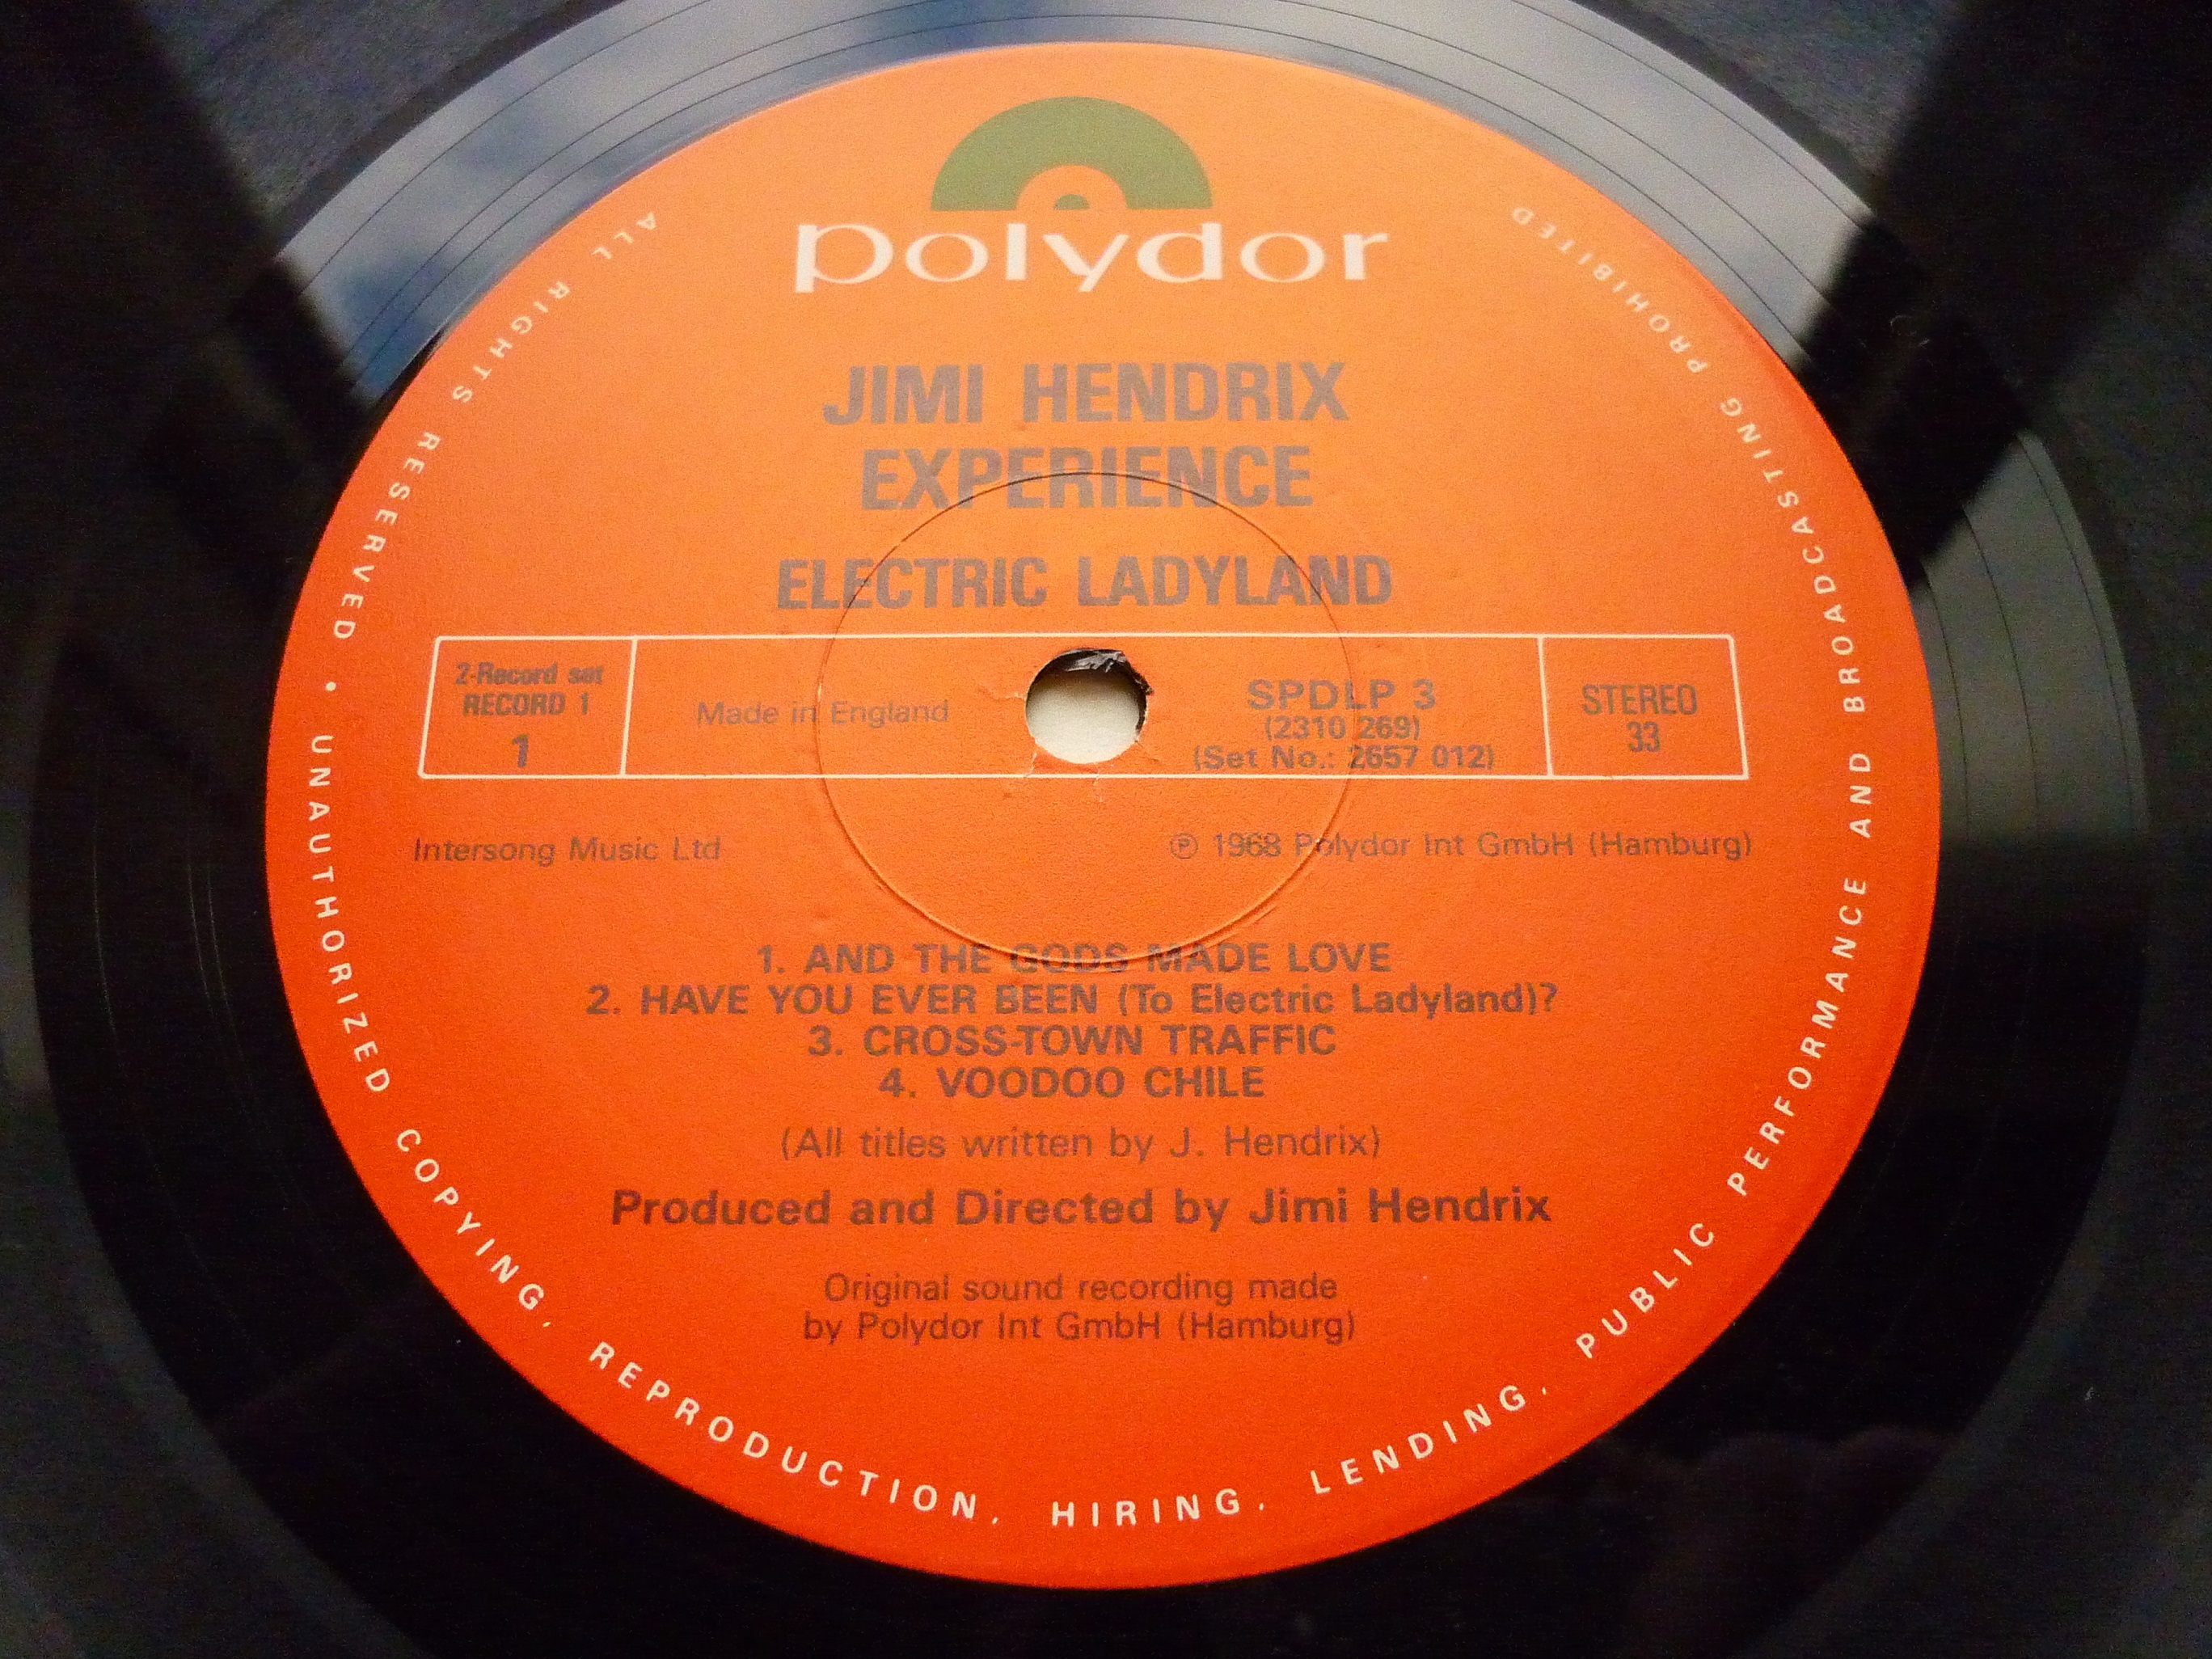 polydor
JIMI HENDRIX
EXPERIENCE
ELECTRIC LADYLAND
2-Record set
RECORD 1
1
Made in England
SPDLP 3
(2310 269)
(Set No.: 2657 012)
STEREO
33
Intersong Music Ltd
℗ 1968 Polydor Int GmbH (Hamburg)
1. AND THE GODS MADE LOVE
2. HAVE YOU EVER BEEN (To Electric Ladyland)?
3. CROSS-TOWN TRAFFIC
4. VOODOO CHILE
(All titles written by J. Hendrix)
Produced and Directed by Jimi Hendrix
Original sound recording made
by Polydor Int GmbH (Hamburg)
ALL RIGHTS RESERVED • UNAUTHORIZED COPYING, REPRODUCTION, HIRING, LENDING, PUBLIC PERFORMANCE AND BROADCASTING PROHIBITED